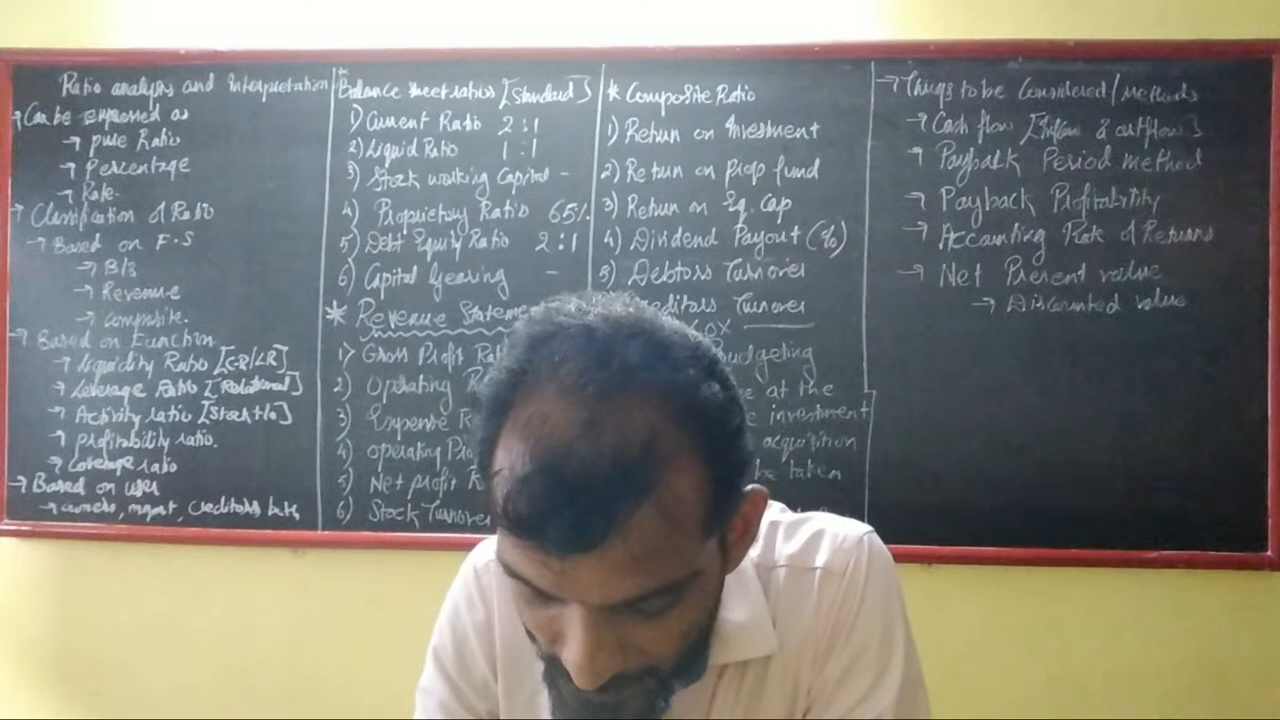 Ratio analysis and Interpretation
→ Can be expressed as
→ pure Ratio
→ Percentage
→ Rate.
→ Classification of Ratio
→ Based on F.S
→ B/S
→ Revenue
→ Composite.
→ Based on Function
→ Liquidity Ratio [C.R/LR]
→ Leverage Ratio [Relational]
→ Activity ratio [Stock t/o]
→ profitability ratio.
→ Coverage ratio
→ Based on user
→ owners, mgmt, creditors
* Balance sheet ratios [Standard]
1) Current Ratio 2:1
2) Liquid Ratio 1:1
3) Stock working Capital -
4) Proprietary Ratio 65%
5) Debt Equity Ratio 2:1
6) Capital Gearing -
* Revenue Stateme
1) Gross Profit Rat
2) Operating R
3) Expense R
4) Operating Pro
5) Net profit R
6) Stock Turnover
* Composite Ratio
1) Return on Investment
2) Return on Prop fund
3) Return on Eq. Cap
4) Dividend Payout (%)
5) Debtors Turnover
reditors Turnover
Budgeting
e at the
e investment
acquisition
be taken
→ Things to be Considered/Methods
→ Cash flow [Inflow & outflow]
→ Payback Period method
→ Payback Profitability
→ Accounting Rate of Returns
→ Net Present value
→ Discounted value